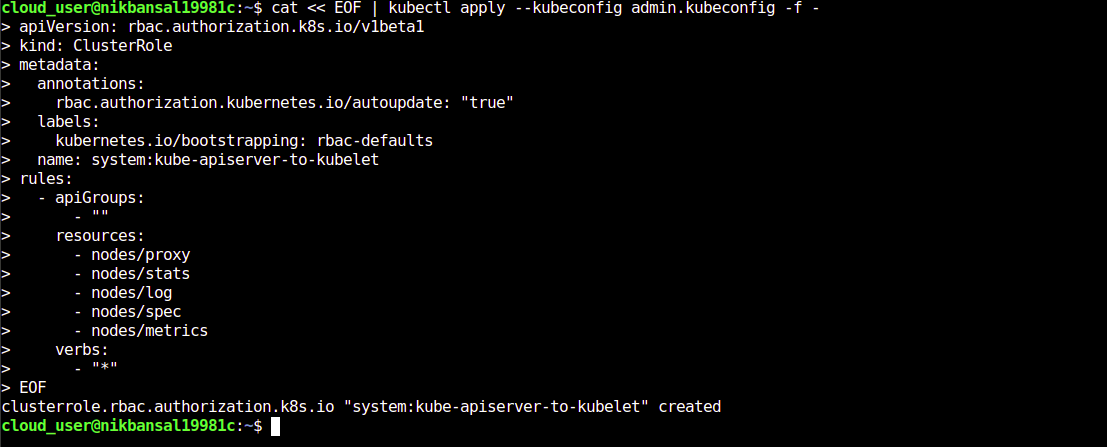 cloud_user@nikbansal19981c:~$ cat << EOF | kubectl apply --kubeconfig admin.kubeconfig -f -
> apiVersion: rbac.authorization.k8s.io/v1beta1
> kind: ClusterRole
> metadata:
>   annotations:
>     rbac.authorization.kubernetes.io/autoupdate: "true"
>   labels:
>     kubernetes.io/bootstrapping: rbac-defaults
>   name: system:kube-apiserver-to-kubelet
> rules:
>   - apiGroups:
>       - ""
>     resources:
>       - nodes/proxy
>       - nodes/stats
>       - nodes/log
>       - nodes/spec
>       - nodes/metrics
>     verbs:
>       - "*"
> EOF
clusterrole.rbac.authorization.k8s.io "system:kube-apiserver-to-kubelet" created
cloud_user@nikbansal19981c:~$